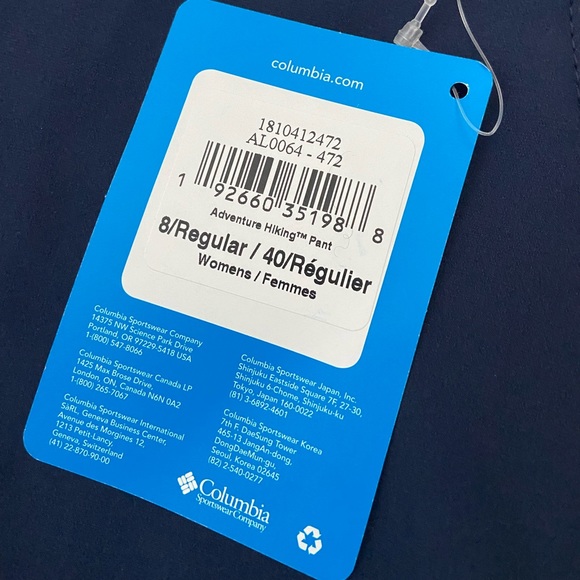 columbia.com
1810412472
AL0064 - 472
1 92660 35198 8
Adventure Hiking™ Pant
8/Regular / 40/Régulier
Womens / Femmes
Columbia Sportswear Company
14375 NW Science Park Drive
Portland, OR 97229-5418 USA
1-(800) 547-8066
Columbia Sportswear Canada LP
1425 Max Brose Drive,
London, ON, Canada N6N 0A2
1-(800) 265-7067
Columbia Sportswear International
SàRL, Geneva Business Center,
Avenue des Morgines 12,
1213 Petit-Lancy,
Geneva, Switzerland
(41) 22-870-90-00
Columbia Sportswear Japan, Inc.
Shinjuku Eastside Square 7F, 27-30,
Shinjuku 6-Chome, Shinjuku-ku
Tokyo, Japan 160-0022
(81) 3-6892-4601
Columbia Sportswear Korea
7th F, DaeSung Tower
465-13 JangAn-dong,
DongDaeMun-gu,
Seoul, Korea 02645
(82) 2-540-0277
Columbia
Sportswear Company